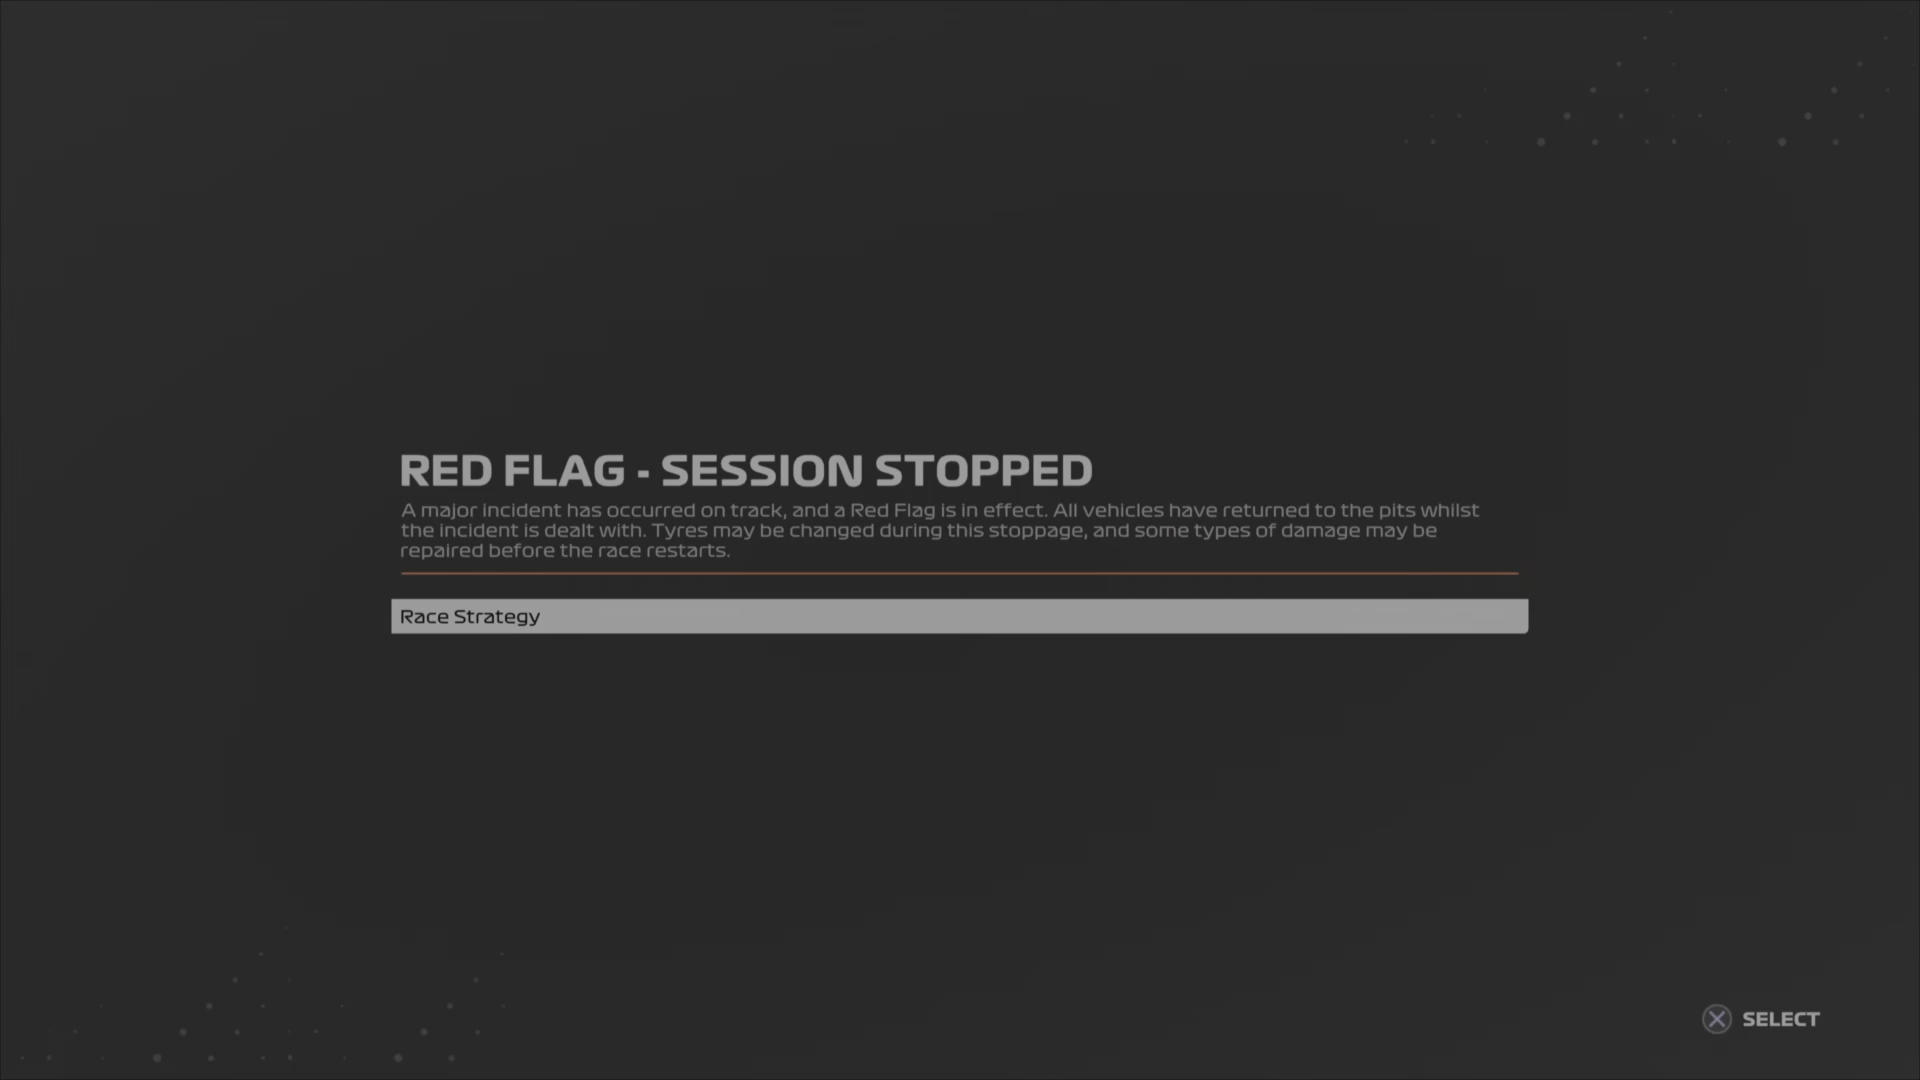 RED FLAG - SESSION STOPPED
A major incident has occurred on track, and a Red Flag is in effect. All vehicles have returned to the pits whilst
the incident is dealt with. Tyres may be changed during this stoppage, and some types of damage may be
repaired before the race restarts.
Race Strategy
SELECT